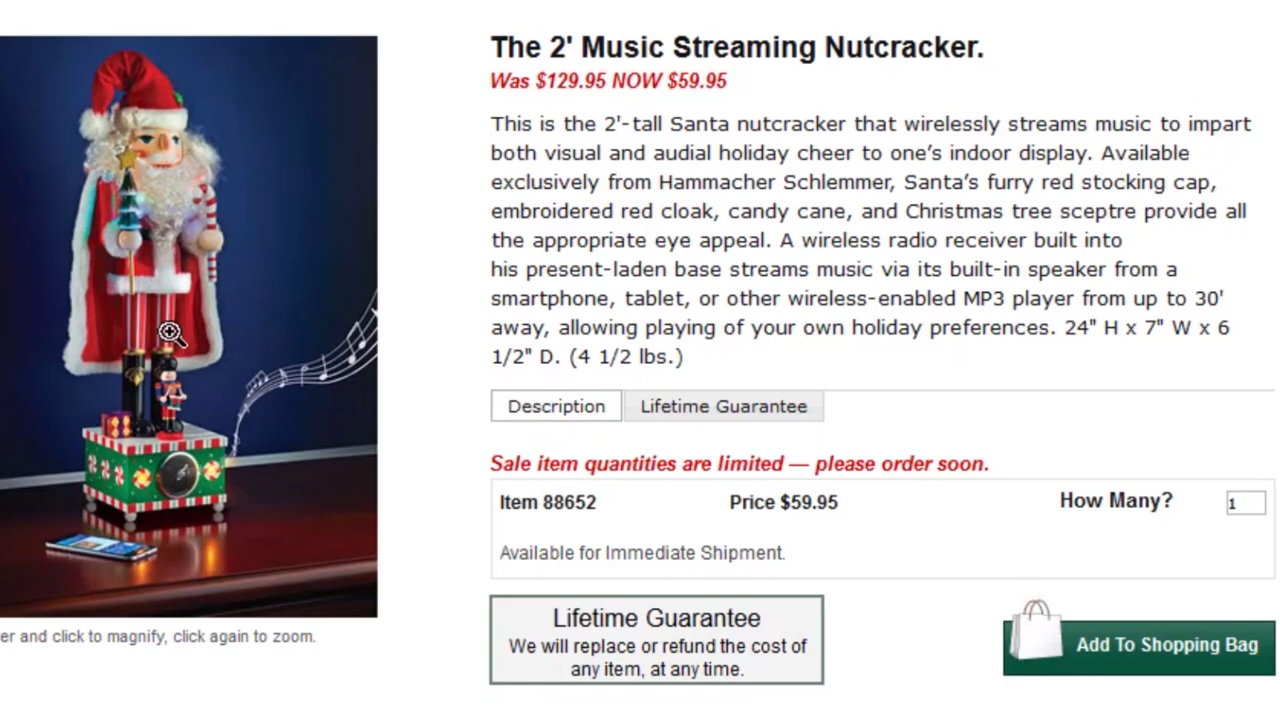 The 2' Music Streaming Nutcracker.
Was $129.95 NOW $59.95
This is the 2'-tall Santa nutcracker that wirelessly streams music to impart
both visual and audial holiday cheer to one’s indoor display. Available
exclusively from Hammacher Schlemmer, Santa’s furry red stocking cap,
embroidered red cloak, candy cane, and Christmas tree sceptre provide all
the appropriate eye appeal. A wireless radio receiver built into
his present-laden base streams music via its built-in speaker from a
smartphone, tablet, or other wireless-enabled MP3 player from up to 30'
away, allowing playing of your own holiday preferences. 24" H x 7" W x 6
1/2" D. (4 1/2 lbs.)
Description Lifetime Guarantee
Sale item quantities are limited — please order soon.
Item 88652 Price $59.95 How Many? 1
Available for Immediate Shipment.
Lifetime Guarantee
We will replace or refund the cost of
any item, at any time.
Add To Shopping Bag
er and click to magnify, click again to zoom.